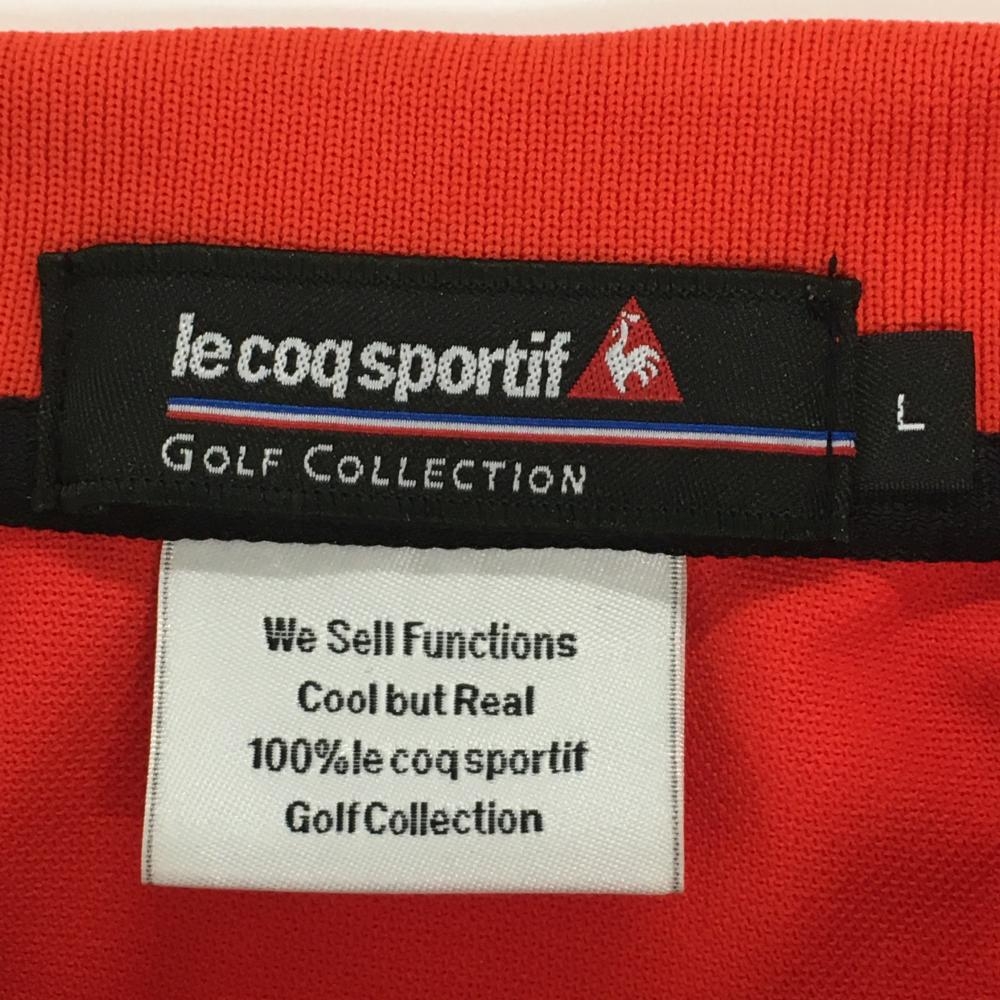 le coq sportif
GOLF COLLECTION
L
We Sell Functions
Cool but Real
100% le coq sportif
Golf Collection